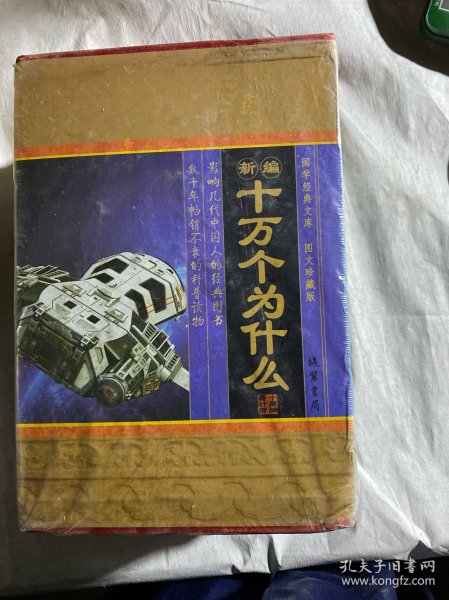 国学经典文库 图文珍藏版
线装书局
新编
十万个为什么
影响几代中国人的经典图书
数十年畅销不衰的科普读物
孔夫子旧书网
www.kongfz.com